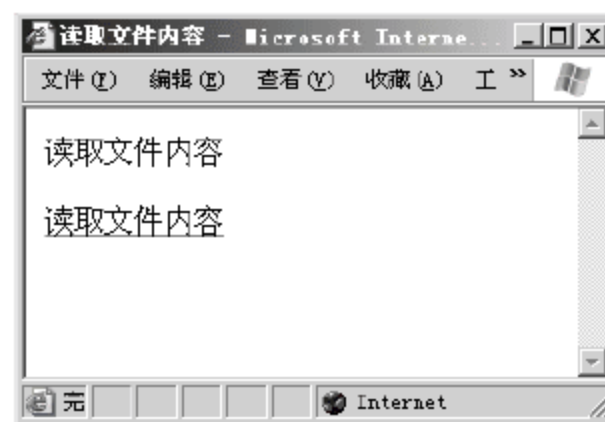 读取文件内容 - Microsoft Interne...
文件(F) 编辑(E) 查看(V) 收藏(A) 工 »
读取文件内容
读取文件内容
完 Internet